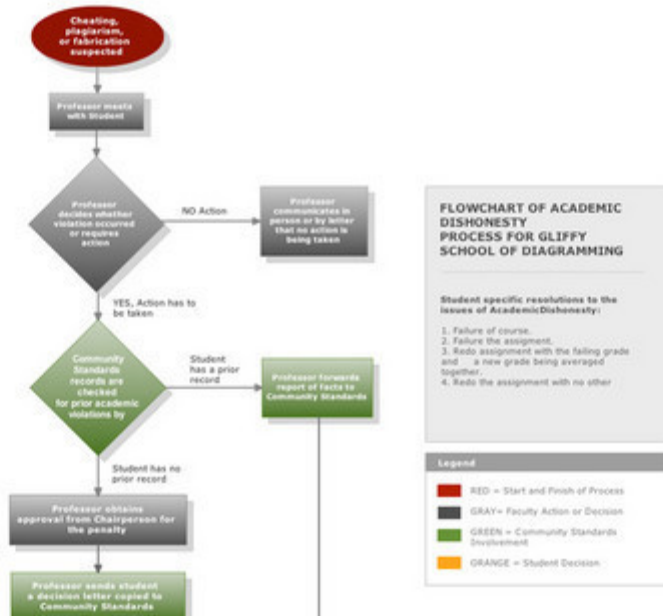 Cheating,
plagiarism,
or fabrication
suspected
Professor meets
with Student
Professor
decides whether
violation occurred
or requires
action
NO Action
Professor
communicates in
person or by letter
that no action is
being taken
YES, Action has to
be taken
Community
Standards
records are
checked
for prior academic
violations by
Student
has a prior
record
Professor forwards
report of facts to
Community Standards
Student has no
prior record
Professor obtains
approval from Chairperson for
the penalty
Professor sends student
a decision letter copied to
Community Standards
FLOWCHART OF ACADEMIC
DISHONESTY
PROCESS FOR GLIFFY
SCHOOL OF DIAGRAMMING
Student specific resolutions to the
issues of AcademicDishonesty:
1. Failure of course.
2. Failure the assigment.
3. Redo assignment with the failing grade
and a new grade being averaged
together.
4. Redo the assignment with no other
Legend
RED = Start and Finish of Process
GRAY= Faculty Action or Decision
GREEN = Community Standards
Involvement
ORANGE = Student Decision